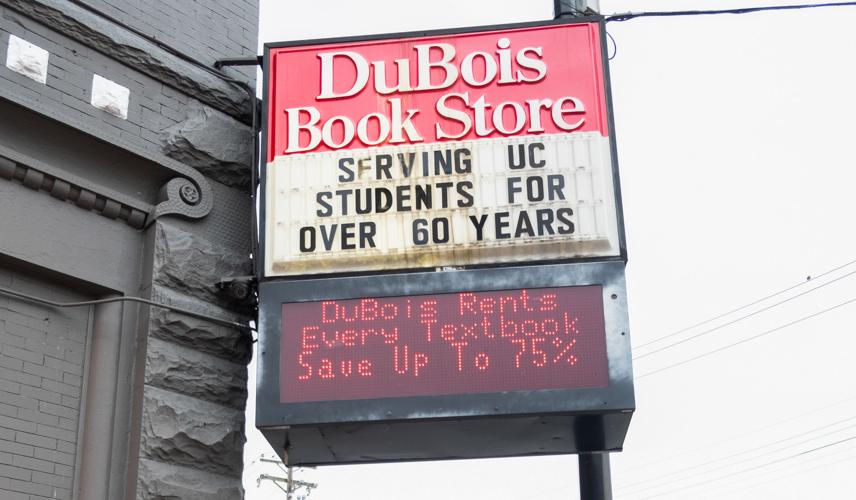 DuBois
Book Store
SERVING UC
STUDENTS FOR
OVER 60 YEARS
DuBois Rents
Every Textbook
Save Up To 75%